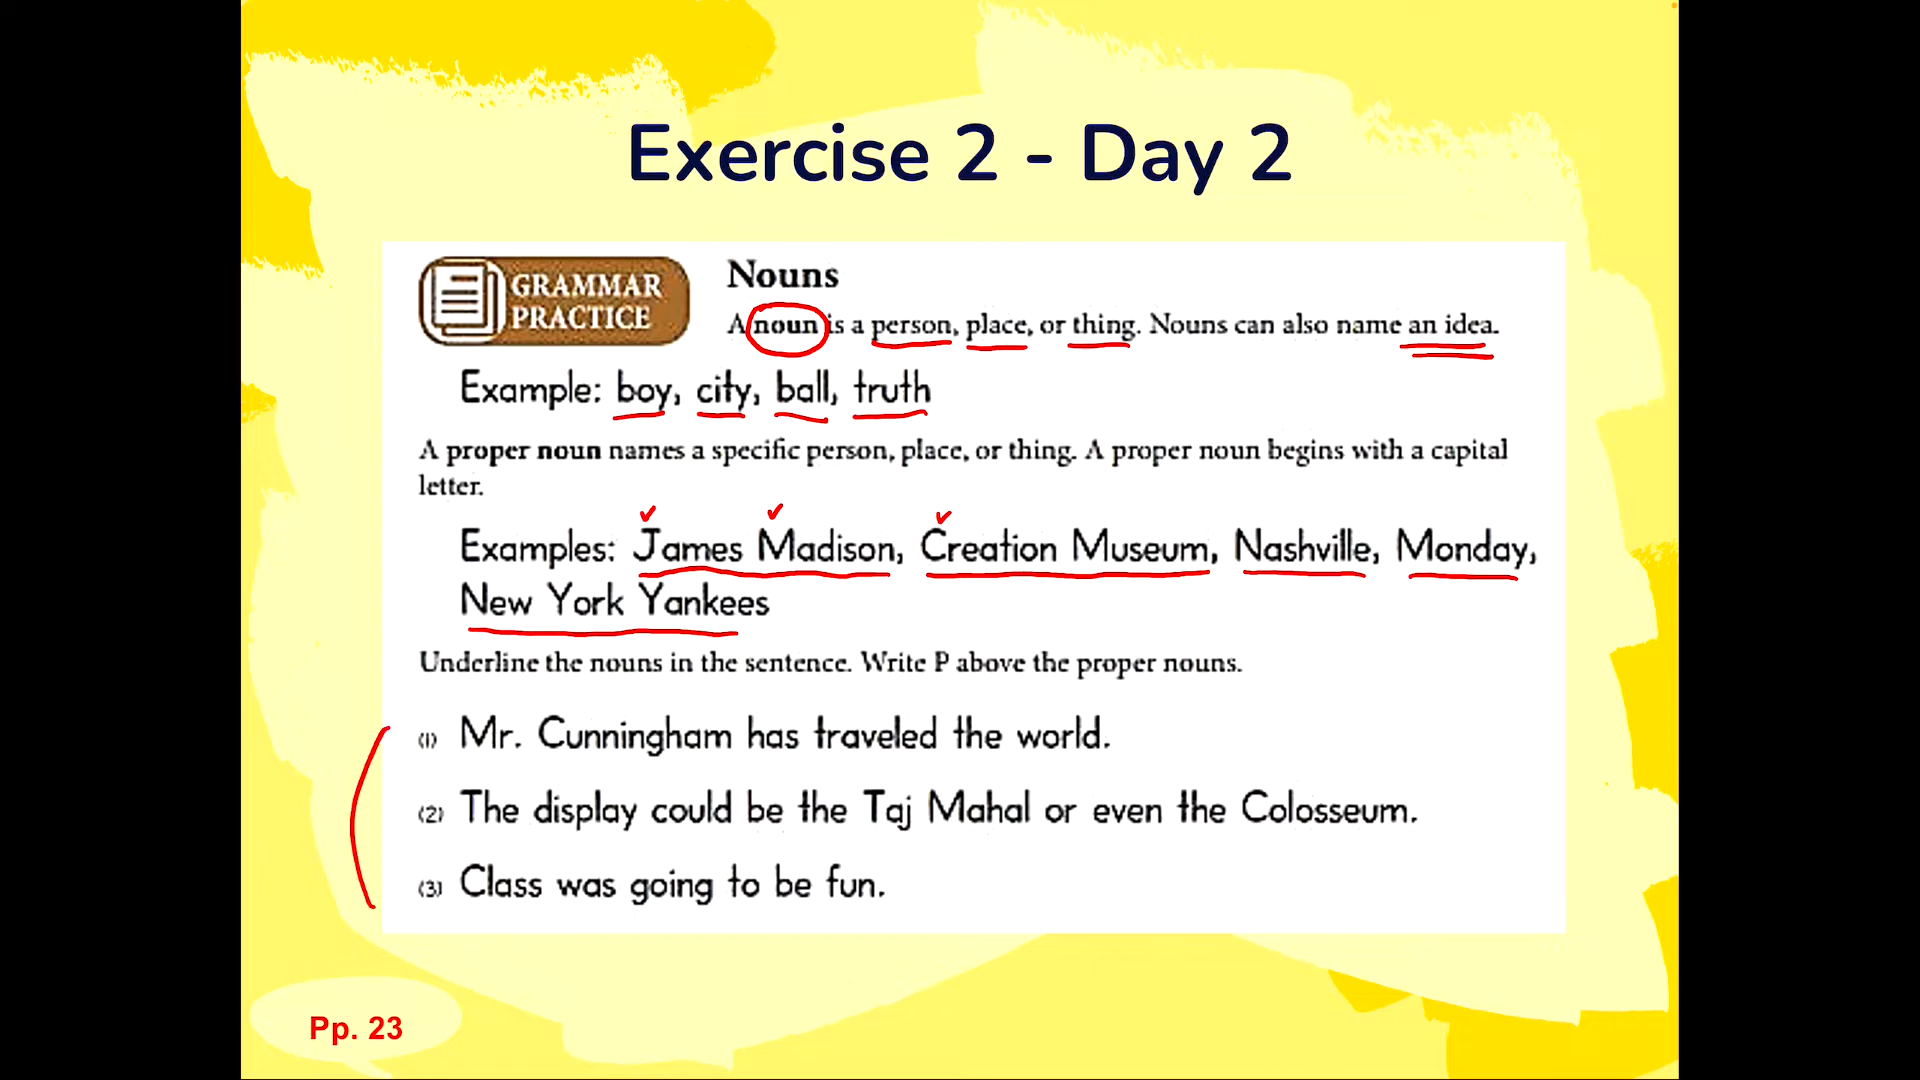 Exercise 2 - Day 2
GRAMMAR
PRACTICE
Nouns
A noun is a person, place, or thing. Nouns can also name an idea.
Example: boy, city, ball, truth
A proper noun names a specific person, place, or thing. A proper noun begins with a capital
letter.
Examples: James Madison, Creation Museum, Nashville, Monday,
New York Yankees
Underline the nouns in the sentence. Write P above the proper nouns.
(1) Mr. Cunningham has traveled the world.
(2) The display could be the Taj Mahal or even the Colosseum.
(3) Class was going to be fun.
Pp. 23